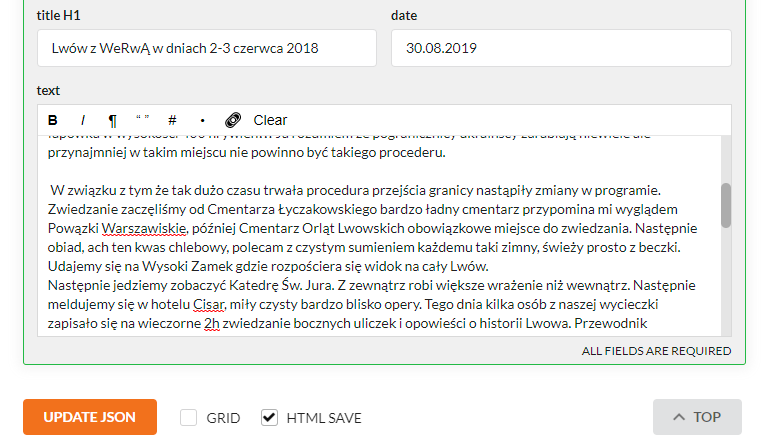 title H1
date
Lwów z WeRwĄ w dniach 2-3 czerwca 2018
30.08.2019
text
B I ¶ “ ” # • Clear
przynajmniej w takim miejscu nie powinno być takiego procederu.
W związku z tym że tak dużo czasu trwała procedura przejścia granicy nastąpiły zmiany w programie.
Zwiedzanie zaczęliśmy od Cmentarza Łyczakowskiego bardzo ładny cmentarz przypomina mi wyglądem
Powązki Warszawiskie, później Cmentarz Orląt Lwowskich obowiązkowe miejsce do zwiedzania. Następnie
obiad, ach ten kwas chlebowy, polecam z czystym sumieniem każdemu taki zimny, świeży prosto z beczki.
Udajemy się na Wysoki Zamek gdzie rozpościera się widok na cały Lwów.
Następnie jedziemy zobaczyć Katedrę Św. Jura. Z zewnątrz robi większe wrażenie niż wewnątrz. Następnie
meldujemy się w hotelu Cisar, miły czysty bardzo blisko opery. Tego dnia kilka osób z naszej wycieczki
zapisało się na wieczorne 2h zwiedzanie bocznych uliczek i opowieści o historii Lwowa. Przewodnik
ALL FIELDS ARE REQUIRED
UPDATE JSON
GRID
HTML SAVE
TOP